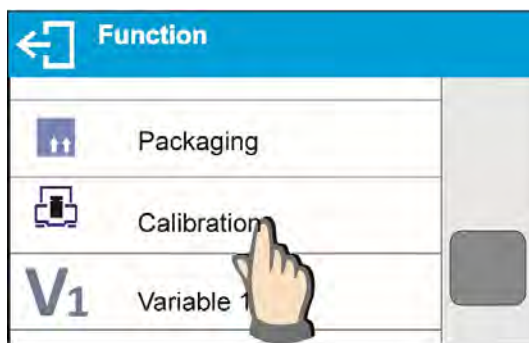 Function
Packaging
Calibration
V1
Variable 1